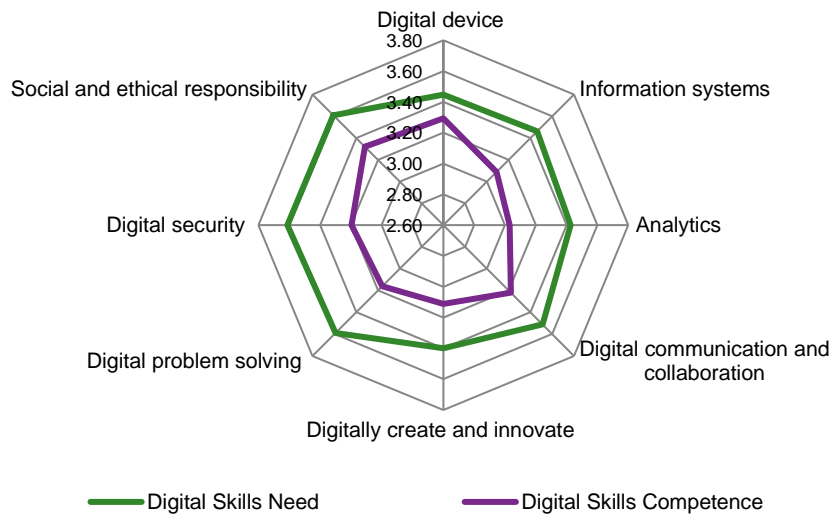 Digital device
3.80
3.60
3.40
3.20
3.00
2.80
2.60
Social and ethical responsibility
Information systems
Digital security
Analytics
Digital problem solving
Digital communication and
collaboration
Digitally create and innovate
Digital Skills Need
Digital Skills Competence